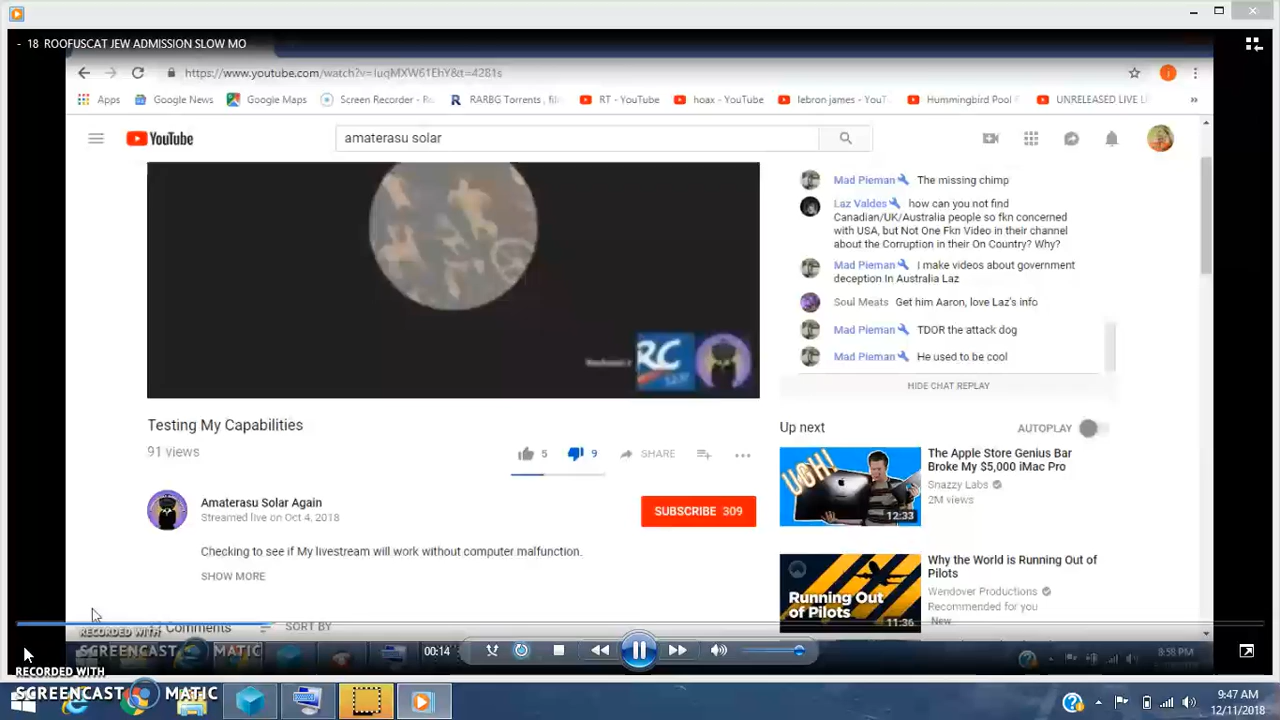 - 18 ROOFUSCAT JEW ADMISSION SLOW MO
https://www.youtube.com/watch?v=IuqMXW61EhY&t=4281s
Apps Google News Google Maps Screen Recorder - Ro RARBG Torrents , fil RT - YouTube hoax - YouTube lebron james - YouT Hummingbird Pool UNRELEASED LIVE L »
YouTube
amaterasu solar
Mad Pieman The missing chimp
Laz Valdes how can you not find
Canadian/UK/Australia people so fkn concerned
with USA, but Not One Fkn Video in their channel
about the Corruption in their On Country? Why?
Mad Pieman I make videos about government
deception In Australia Laz
Soul Meats Get him Aaron, love Laz's info
Mad Pieman TDOR the attack dog
Mad Pieman He used to be cool
HIDE CHAT REPLAY
RC
Testing My Capabilities
91 views
5 9 SHARE
Amaterasu Solar Again
Streamed live on Oct 4, 2018
SUBSCRIBE 309
Checking to see if My livestream will work without computer malfunction.
SHOW MORE
Comments SORT BY
Up next AUTOPLAY
UGH!
12:33
The Apple Store Genius Bar
Broke My $5,000 iMac Pro
Snazzy Labs
2M views
Running Out
of Pilots
11:36
Why the World is Running Out of
Pilots
Wendover Productions
Recommended for you
New
RECORDED WITH
SCREENCAST MATIC
00:14
8:58 PM
RECORDED WITH
SCREENCAST MATIC
9:47 AM
12/11/2018